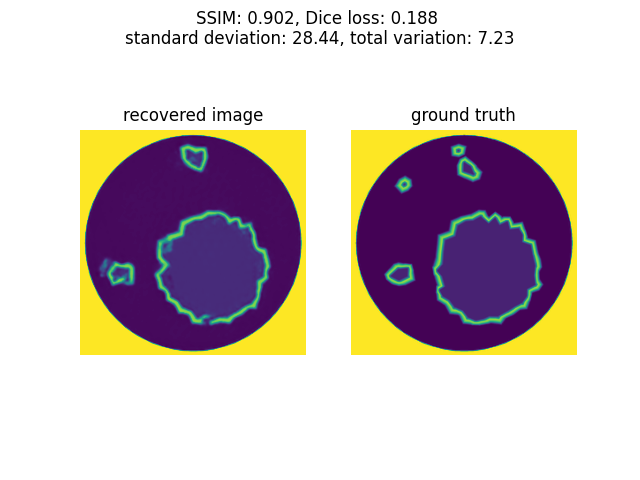 SSIM: 0.902, Dice loss: 0.188
standard deviation: 28.44, total variation: 7.23
recovered image
ground truth